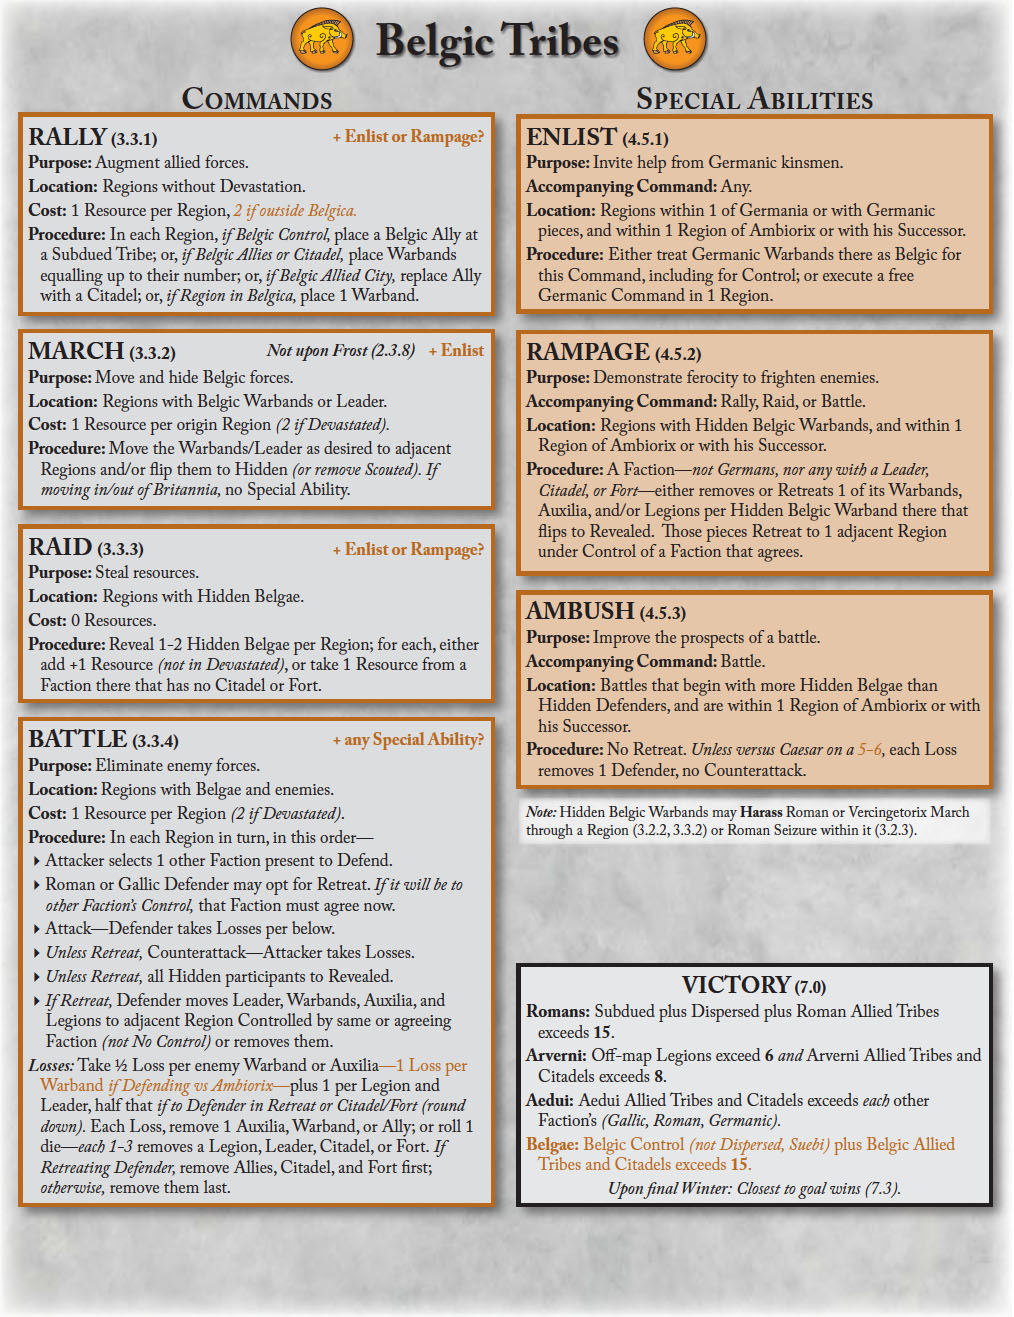 Belgic Tribes
COMMANDS
RALLY (3.3.1) + Enlist or Rampage?
Purpose: Augment allied forces.
Location: Regions without Devastation.
Cost: 1 Resource per Region, 2 if outside Belgica.
Procedure: In each Region, if Belgic Control, place a Belgic Ally at
a Subdued Tribe; or, if Belgic Allies or Citadel, place Warbands
equalling up to their number; or, if Belgic Allied City, replace Ally
with a Citadel; or, if Region in Belgica, place 1 Warband.
MARCH (3.3.2) Not upon Frost (2.3.8) + Enlist
Purpose: Move and hide Belgic forces.
Location: Regions with Belgic Warbands or Leader.
Cost: 1 Resource per origin Region (2 if Devastated).
Procedure: Move the Warbands/Leader as desired to adjacent
Regions and/or flip them to Hidden (or remove Scouted). If
moving in/out of Britannia, no Special Ability.
RAID (3.3.3) + Enlist or Rampage?
Purpose: Steal resources.
Location: Regions with Hidden Belgae.
Cost: 0 Resources.
Procedure: Reveal 1-2 Hidden Belgae per Region; for each, either
add +1 Resource (not in Devastated), or take 1 Resource from a
Faction there that has no Citadel or Fort.
BATTLE (3.3.4) + any Special Ability?
Purpose: Eliminate enemy forces.
Location: Regions with Belgae and enemies.
Cost: 1 Resource per Region (2 if Devastated).
Procedure: In each Region in turn, in this order—
Attacker selects 1 other Faction present to Defend.
Roman or Gallic Defender may opt for Retreat. If it will be to
other Faction's Control, that Faction must agree now.
Attack—Defender takes Losses per below.
Unless Retreat, Counterattack—Attacker takes Losses.
Unless Retreat, all Hidden participants to Revealed.
If Retreat, Defender moves Leader, Warbands, Auxilia, and
Legions to adjacent Region Controlled by same or agreeing
Faction (not No Control) or removes them.
Losses: Take ½ Loss per enemy Warband or Auxilia—1 Loss per
Warband if Defending vs Ambiorix—plus 1 per Legion and
Leader, half that if to Defender in Retreat or Citadel/Fort (round
down). Each Loss, remove 1 Auxilia, Warband, or Ally; or roll 1
die—each 1-3 removes a Legion, Leader, Citadel, or Fort. If
Retreating Defender, remove Allies, Citadel, and Fort first;
otherwise, remove them last.
SPECIAL ABILITIES
ENLIST (4.5.1)
Purpose: Invite help from Germanic kinsmen.
Accompanying Command: Any.
Location: Regions within 1 of Germania or with Germanic
pieces, and within 1 Region of Ambiorix or with his Successor.
Procedure: Either treat Germanic Warbands there as Belgic for
this Command, including for Control; or execute a free
Germanic Command in 1 Region.
RAMPAGE (4.5.2)
Purpose: Demonstrate ferocity to frighten enemies.
Accompanying Command: Rally, Raid, or Battle.
Location: Regions with Hidden Belgic Warbands, and within 1
Region of Ambiorix or with his Successor.
Procedure: A Faction—not Germans, nor any with a Leader,
Citadel, or Fort—either removes or Retreats 1 of its Warbands,
Auxilia, and/or Legions per Hidden Belgic Warband there that
flips to Revealed. Those pieces Retreat to 1 adjacent Region
under Control of a Faction that agrees.
AMBUSH (4.5.3)
Purpose: Improve the prospects of a battle.
Accompanying Command: Battle.
Location: Battles that begin with more Hidden Belgae than
Hidden Defenders, and are within 1 Region of Ambiorix or with
his Successor.
Procedure: No Retreat. Unless versus Caesar on a 5-6, each Loss
removes 1 Defender, no Counterattack.
Note: Hidden Belgic Warbands may Harass Roman or Vercingetorix March
through a Region (3.2.2, 3.3.2) or Roman Seizure within it (3.2.3).
VICTORY (7.0)
Romans: Subdued plus Dispersed plus Roman Allied Tribes
exceeds 15.
Arverni: Off-map Legions exceed 6 and Arverni Allied Tribes and
Citadels exceeds 8.
Aedui: Aedui Allied Tribes and Citadels exceeds each other
Faction's (Gallic, Roman, Germanic).
Belgae: Belgic Control (not Dispersed, Suebi) plus Belgic Allied
Tribes and Citadels exceeds 15.
Upon final Winter: Closest to goal wins (7.3).